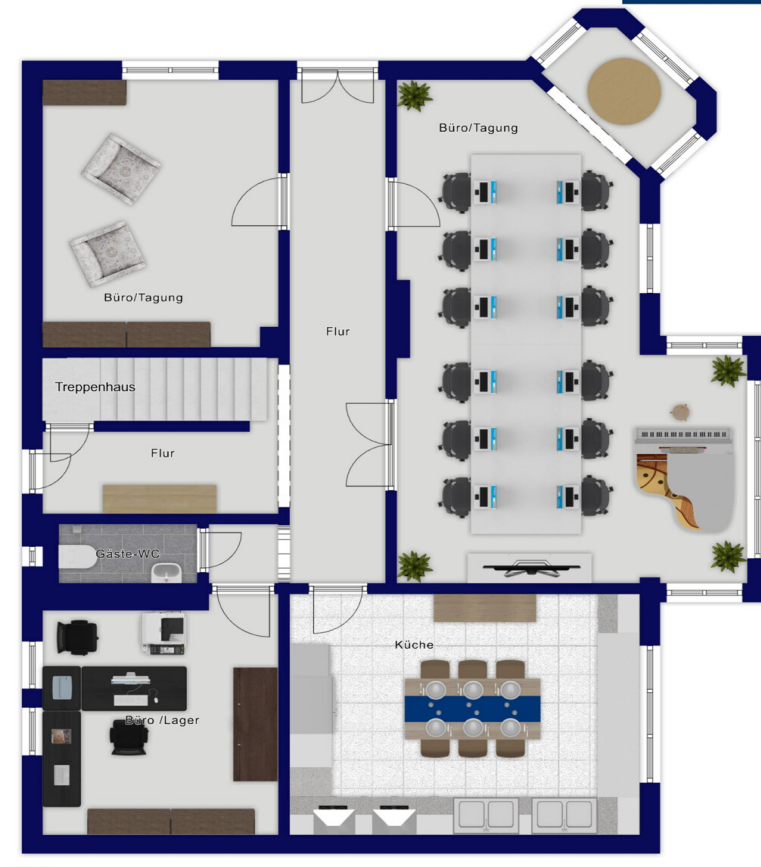 Büro/Tagung
Büro/Tagung
Flur
Treppenhaus
Flur
Gäste-WC
Küche
Büro /Lager